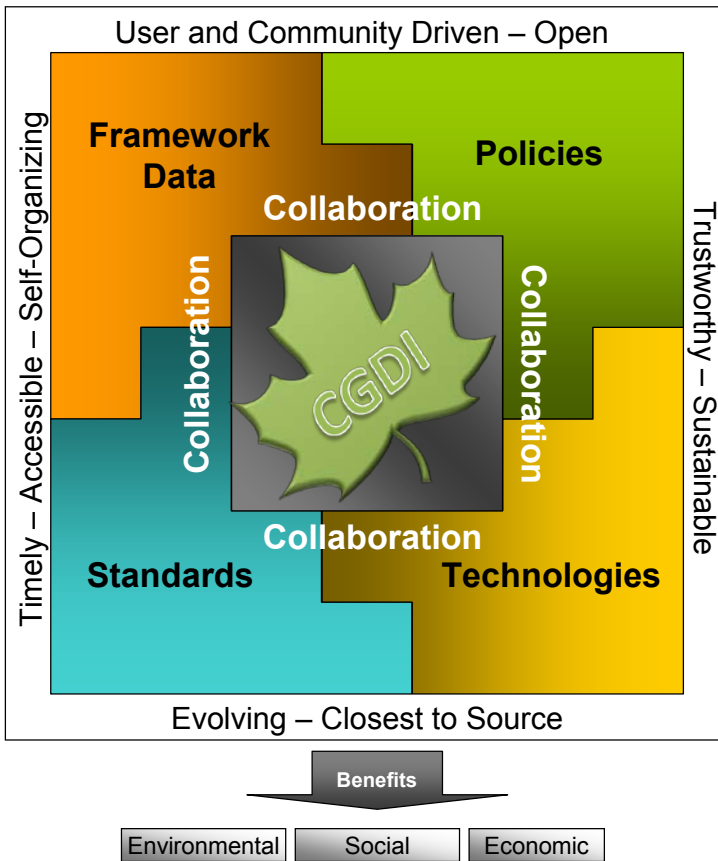 User and Community Driven – Open
Timely – Accessible – Self-Organizing
Trustworthy – Sustainable
Framework
Data
Policies
Collaboration
Collaboration
Collaboration
CGDI
Collaboration
Standards
Technologies
Evolving – Closest to Source
Benefits
Environmental
Social
Economic